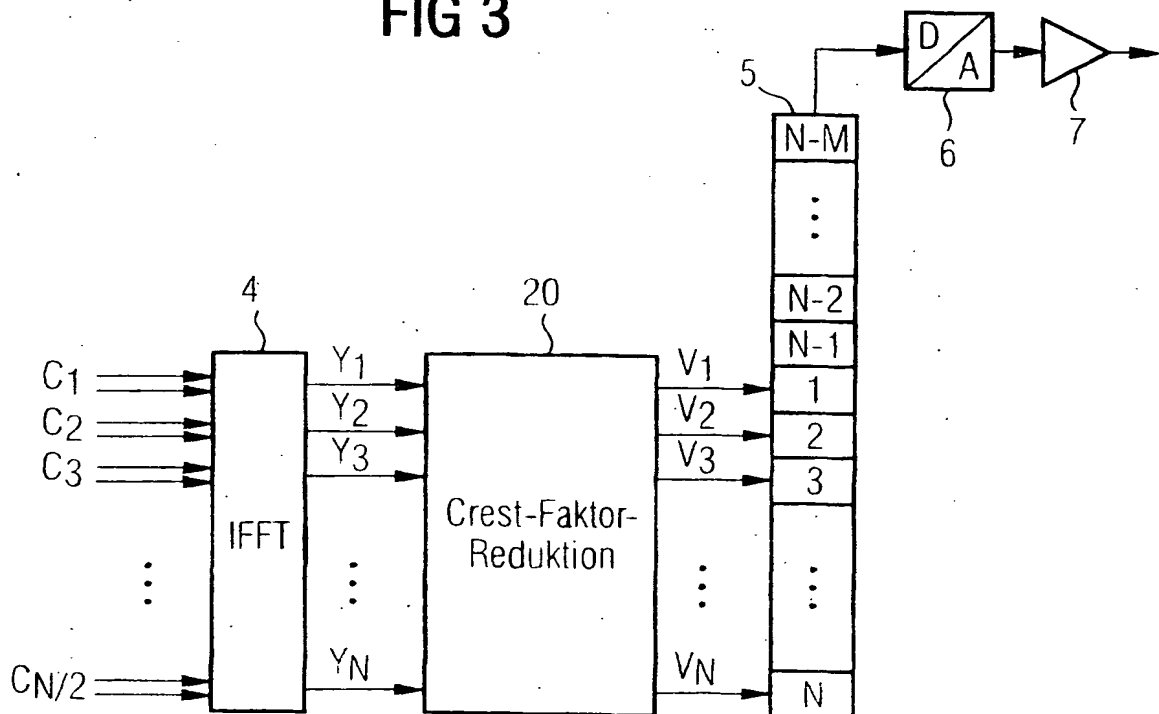 FIG 3
D
A
5
6
7
N-M
⋮
N-2
N-1
4
20
C1
Y1
V1
1
C2
Y2
V2
2
C3
Y3
V3
3
IFFT
Crest-Faktor-
Reduktion
⋮
⋮
⋮
⋮
CN/2
YN
VN
N